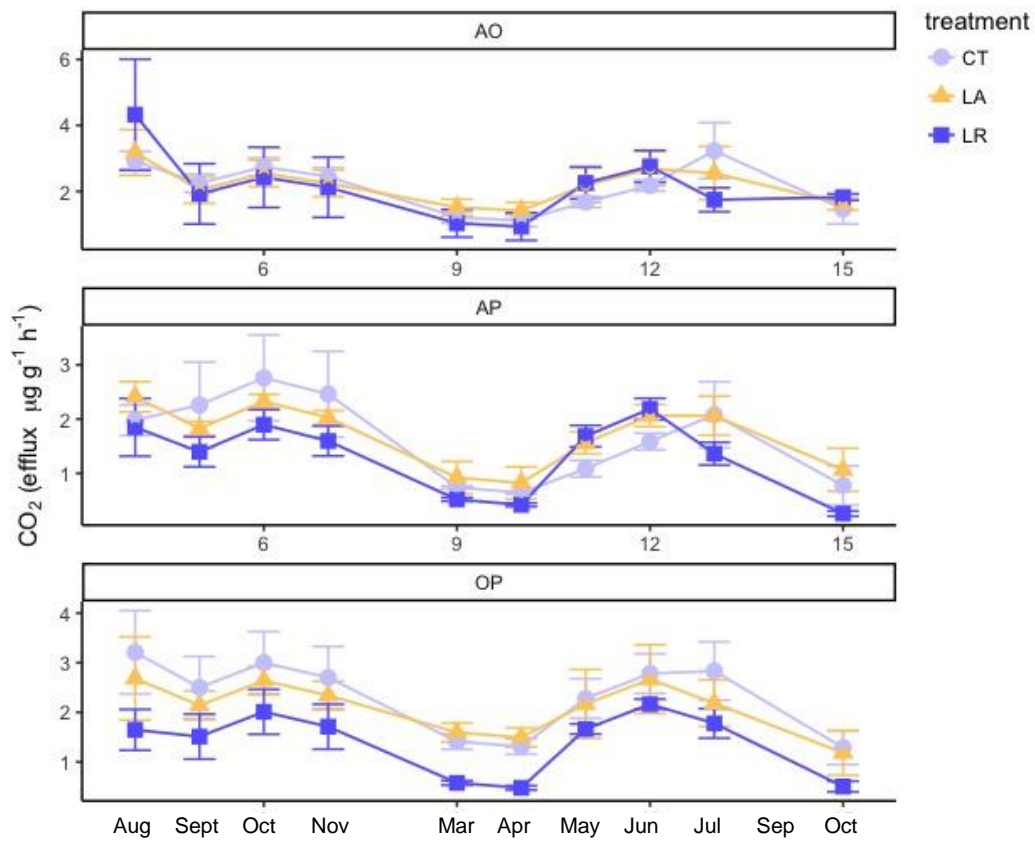 treatment
CT
LA
LR
AO
6
4
2
6 9 12 15
AP
3
2
1
6 9 12 15
OP
4
3
2
1
Aug Sept Oct Nov Mar Apr May Jun Jul Sep Oct
CO₂ (efflux µg g⁻¹ h⁻¹)